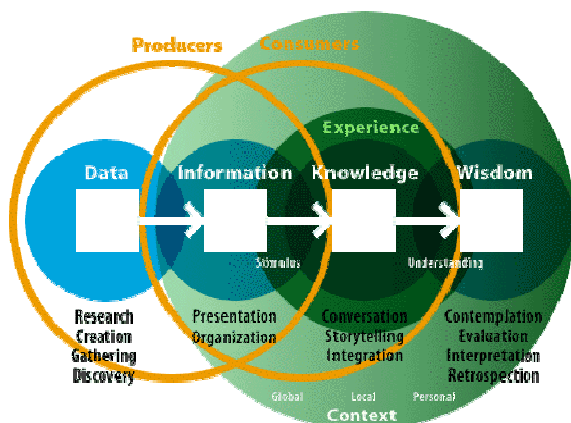 Producers
Consumers
Experience
Data
Information
Knowledge
Wisdom
Stimulus
Understanding
Research
Creation
Gathering
Discovery
Presentation
Organization
Conversation
Storytelling
Integration
Contemplation
Evaluation
Interpretation
Retrospection
Global
Local
Personal
Context